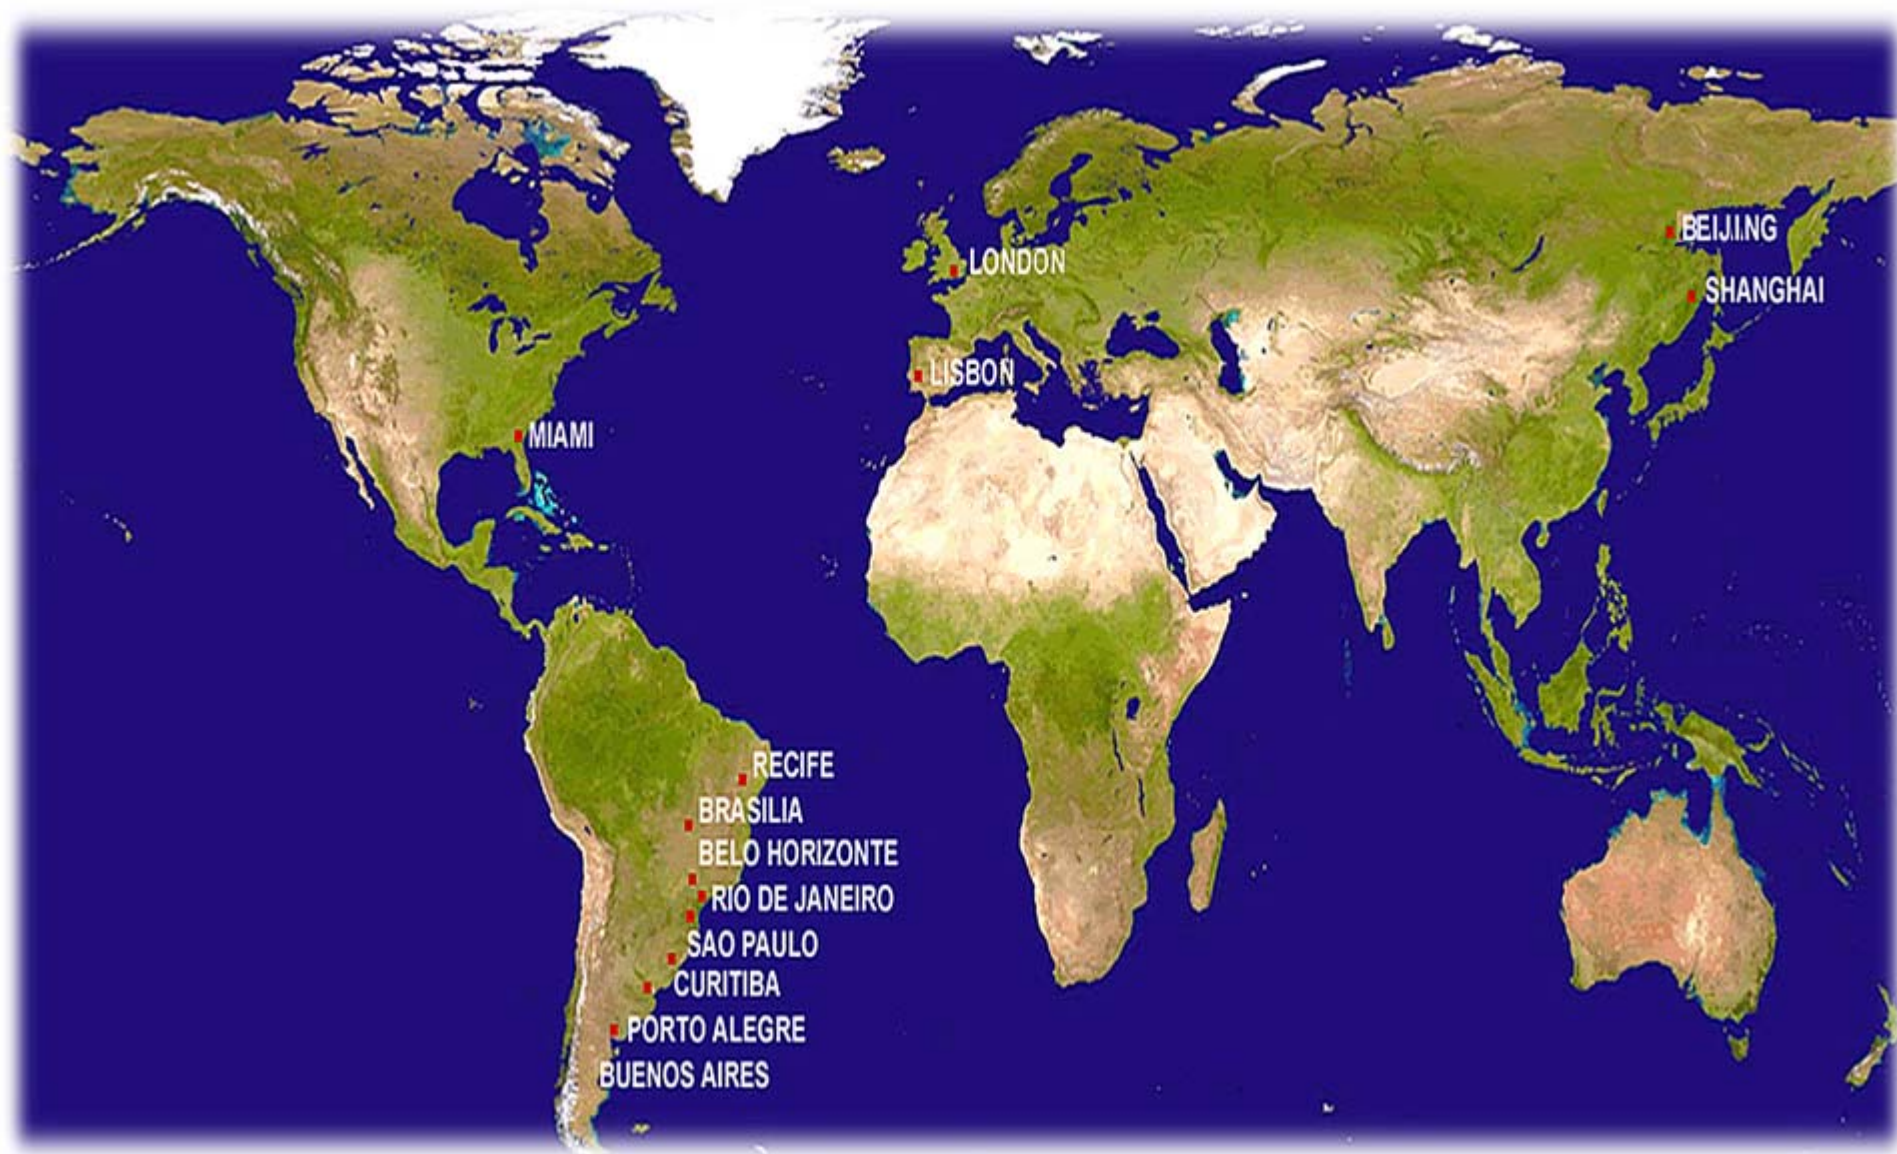 BEIJING
LONDON
SHANGHAI
LISBON
MIAMI
RECIFE
BRASILIA
BELO HORIZONTE
RIO DE JANEIRO
SAO PAULO
CURITIBA
PORTO ALEGRE
BUENOS AIRES